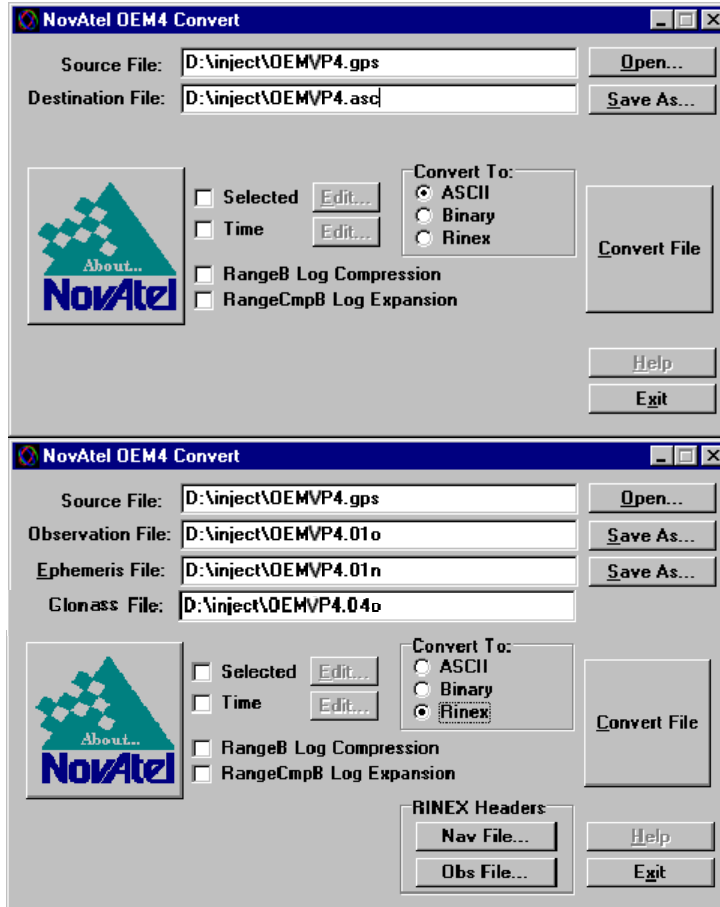 NovAtel OEM4 Convert
Source File: D:\inject\OEMVP4.gps Open...
Destination File: D:\inject\OEMVP4.asc Save As...
Convert To:
Selected Edit... ASCII
Time Edit... Binary
Rinex
Convert File
About...
NovAtel
RangeB Log Compression
RangeCmpB Log Expansion
Help
Exit
NovAtel OEM4 Convert
Source File: D:\inject\OEMVP4.gps Open...
Observation File: D:\inject\OEMVP4.01o Save As...
Ephemeris File: D:\inject\OEMVP4.01n Save As...
Glonass File: D:\inject\OEMVP4.04o
Convert To:
Selected Edit... ASCII
Time Edit... Binary
Rinex
Convert File
About...
NovAtel
RangeB Log Compression
RangeCmpB Log Expansion
RINEX Headers
Nav File... Help
Obs File... Exit